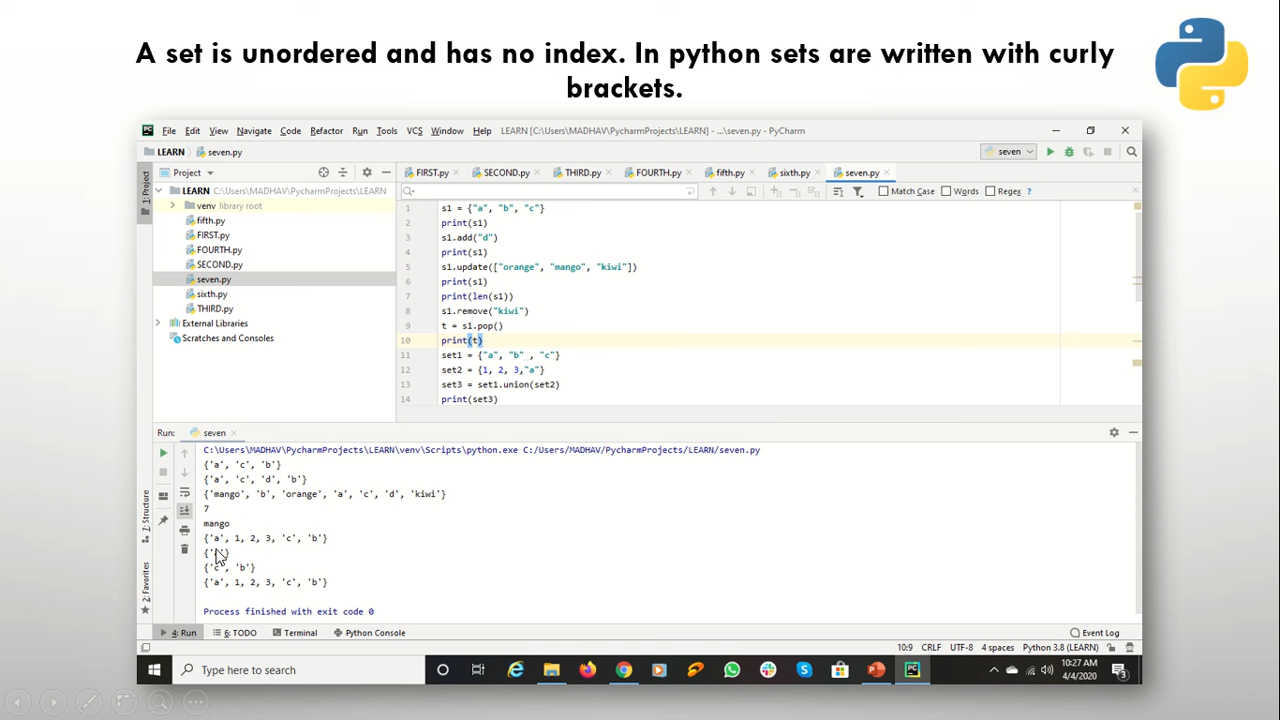 A set is unordered and has no index. In python sets are written with curly
brackets.
File Edit View Navigate Code Refactor Run Tools VCS Window Help LEARN [C:\Users\MADHAV\PycharmProjects\LEARN] - ...\seven.py - PyCharm
LEARN seven.py
seven
1: Project
Project
FIRST.py SECOND.py THIRD.py FOURTH.py fifth.py sixth.py seven.py
Match Case Words Regex ?
LEARN C:\Users\MADHAV\PycharmProjects\LEARN
venv library root
fifth.py
FIRST.py
FOURTH.py
SECOND.py
seven.py
sixth.py
THIRD.py
External Libraries
Scratches and Consoles
1 s1 = {"a", "b", "c"}
2 print(s1)
3 s1.add("d")
4 print(s1)
5 s1.update(["orange", "mango", "kiwi"])
6 print(s1)
7 print(len(s1))
8 s1.remove("kiwi")
9 t = s1.pop()
10 print(t)
11 set1 = {"a", "b" , "c"}
12 set2 = {1, 2, 3,"a"}
13 set3 = set1.union(set2)
14 print(set3)
Run: seven
C:\Users\MADHAV\PycharmProjects\LEARN\venv\Scripts\python.exe C:/Users/MADHAV/PycharmProjects/LEARN/seven.py
{'a', 'c', 'b'}
{'a', 'c', 'd', 'b'}
{'mango', 'b', 'orange', 'a', 'c', 'd', 'kiwi'}
7
mango
{'a', 1, 2, 3, 'c', 'b'}
{'c', 'b'}
{'a', 1, 2, 3, 'c', 'b'}
Process finished with exit code 0
7: Structure
2: Favorites
4: Run 6: TODO Terminal Python Console Event Log
10:9 CRLF UTF-8 4 spaces Python 3.8 (LEARN)
Type here to search
10:27 AM
4/4/2020
3